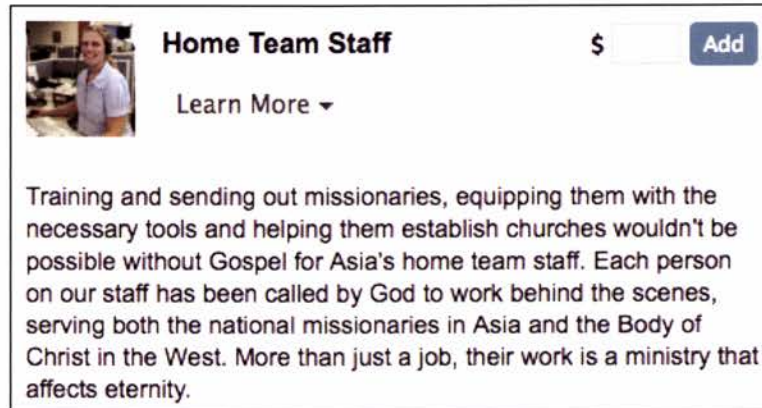 Home Team Staff
$
Add
Learn More
Training and sending out missionaries, equipping them with the
necessary tools and helping them establish churches wouldn't be
possible without Gospel for Asia's home team staff. Each person
on our staff has been called by God to work behind the scenes,
serving both the national missionaries in Asia and the Body of
Christ in the West. More than just a job, their work is a ministry that
affects eternity.